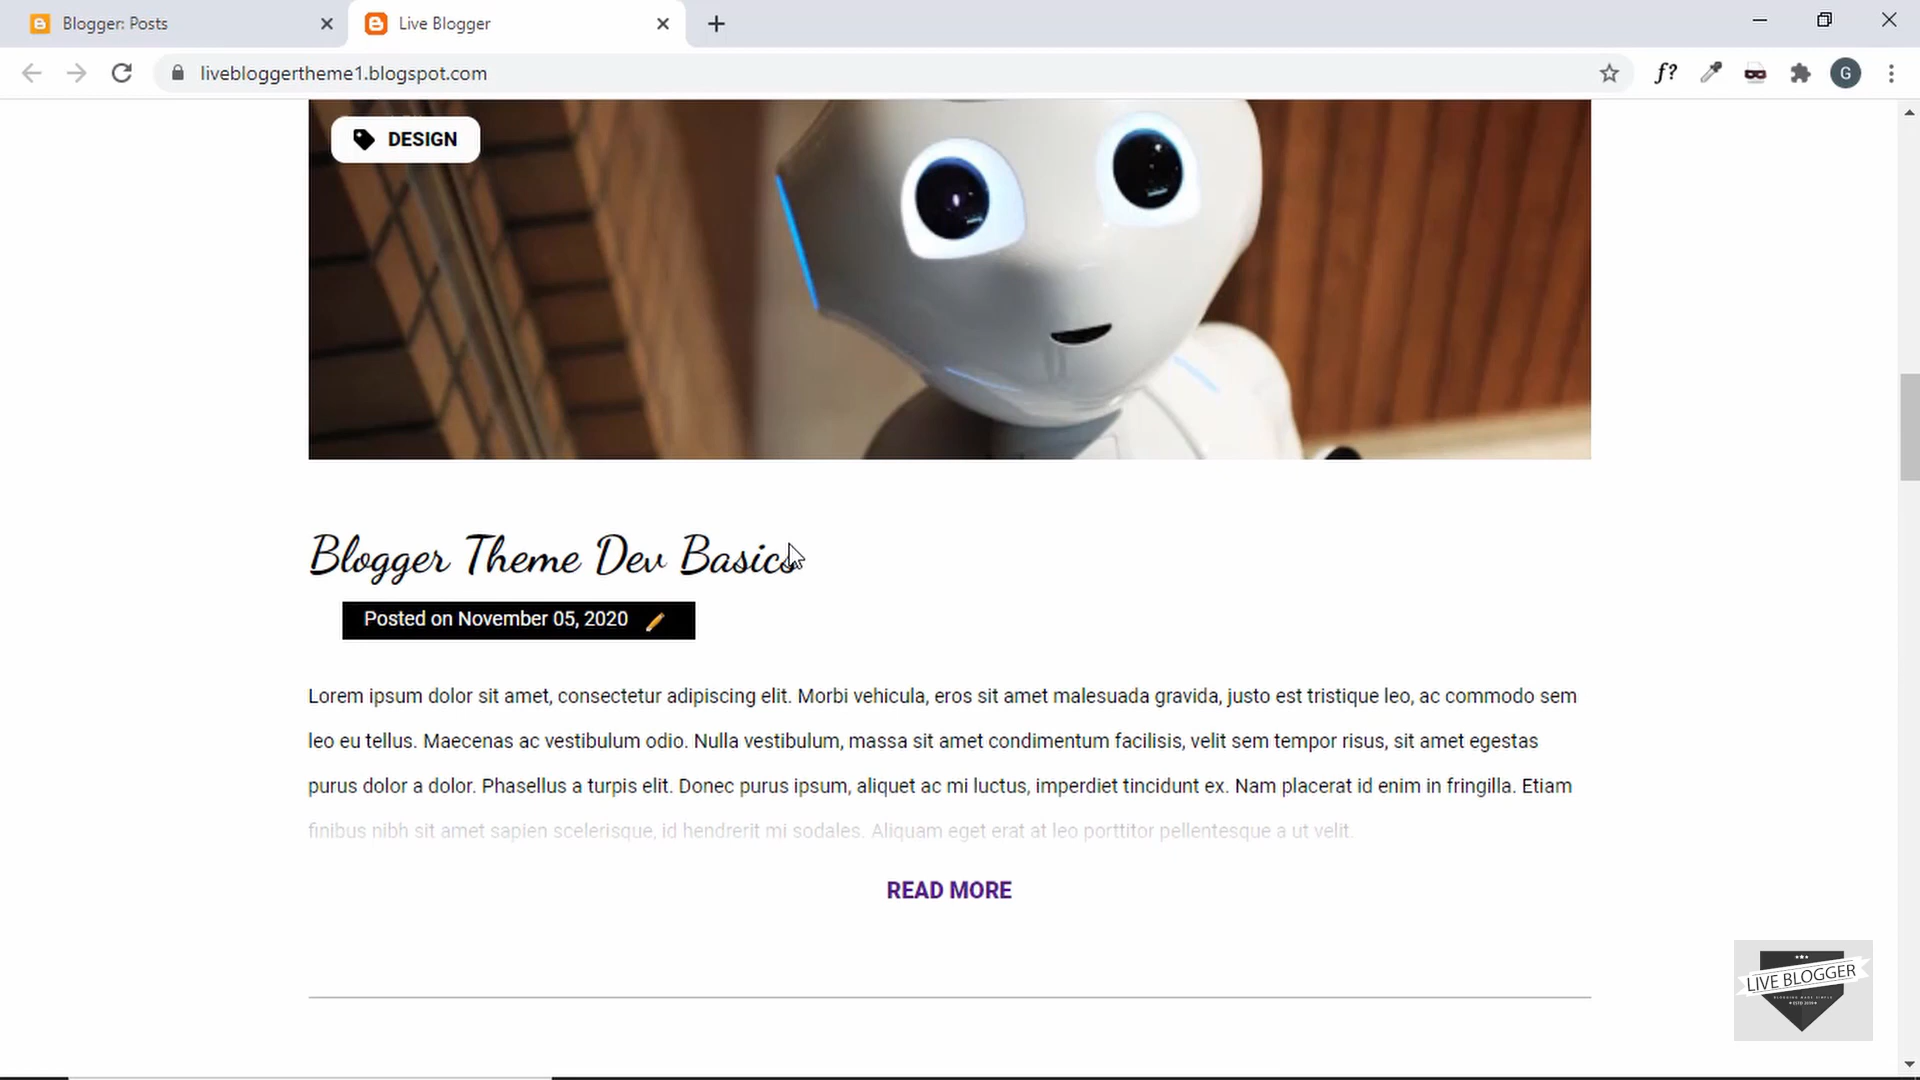 Blogger: Posts
Live Blogger
livebloggertheme1.blogspot.com
f?
G
DESIGN
Blogger Theme Dev Basics
Posted on November 05, 2020
Lorem ipsum dolor sit amet, consectetur adipiscing elit. Morbi vehicula, eros sit amet malesuada gravida, justo est tristique leo, ac commodo sem
leo eu tellus. Maecenas ac vestibulum odio. Nulla vestibulum, massa sit amet condimentum facilisis, velit sem tempor risus, sit amet egestas
purus dolor a dolor. Phasellus a turpis elit. Donec purus ipsum, aliquet ac mi luctus, imperdiet tincidunt ex. Nam placerat id enim in fringilla. Etiam
finibus nibh sit amet sapien scelerisque, id hendrerit mi sodales. Aliquam eget erat at leo porttitor pellentesque a ut velit.
READ MORE
LIVE BLOGGER